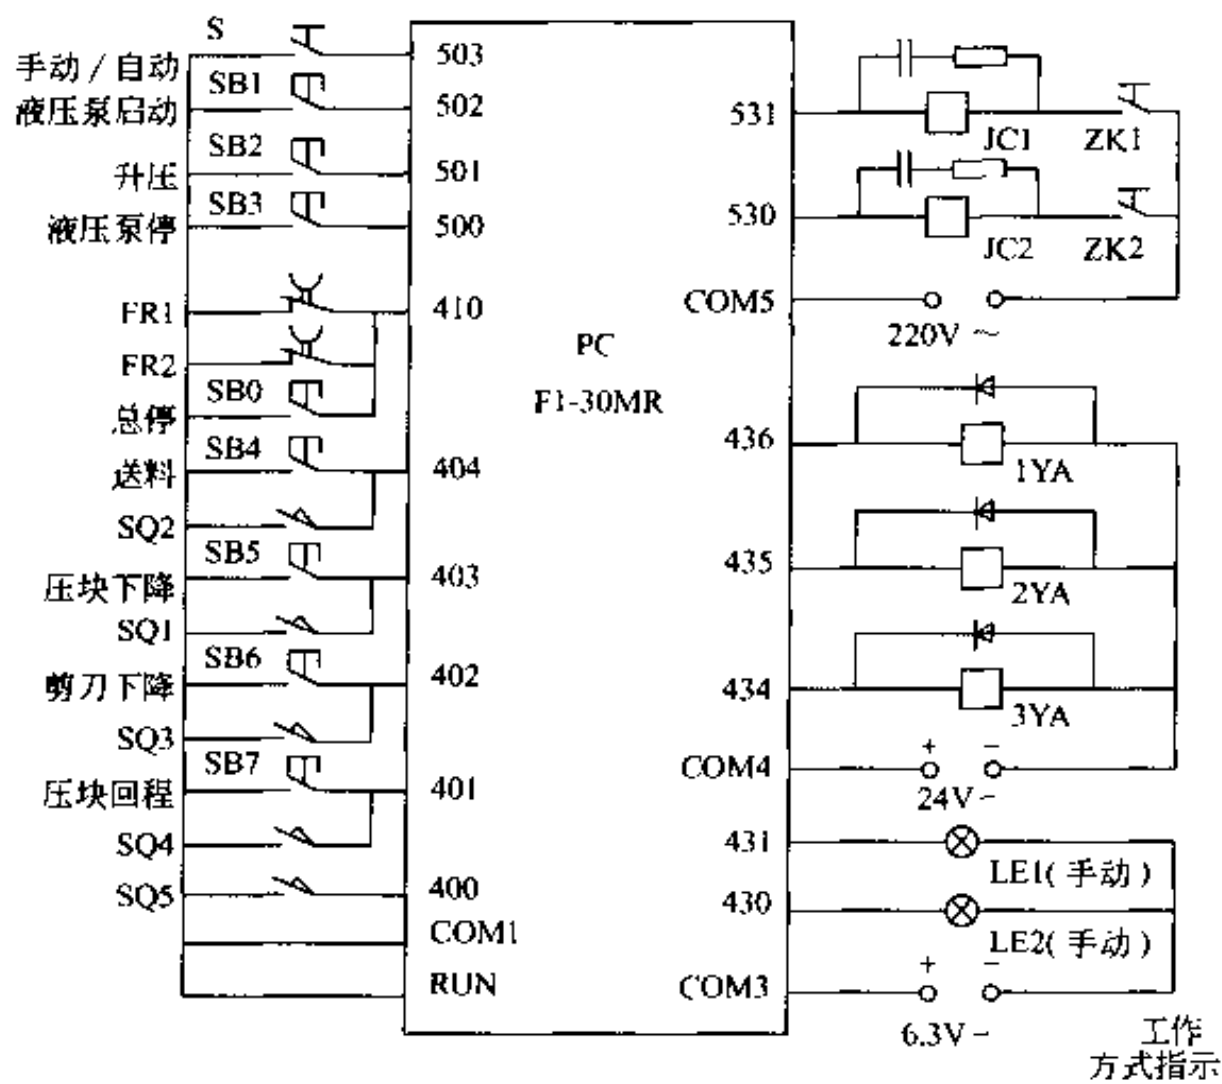 S
503
手动/自动
SB1
液压泵启动
502
SB2
升压
501
SB3
液压泵停
500
FR1
410
FR2
SB0
总停
SB4
送料
404
SQ2
SB5
压块下降
403
SQ1
SB6
剪刀下降
402
SQ3
SB7
压块回程
401
SQ4
SQ5
400
COM1
RUN
PC
F1-30MR
531
JC1
ZK1
530
JC2
ZK2
COM5
220V ~
436
1YA
435
2YA
434
3YA
+ −
COM4
24V -
431
LE1(手动)
430
LE2(手动)
+ −
COM3
6.3V -
工作
方式指示